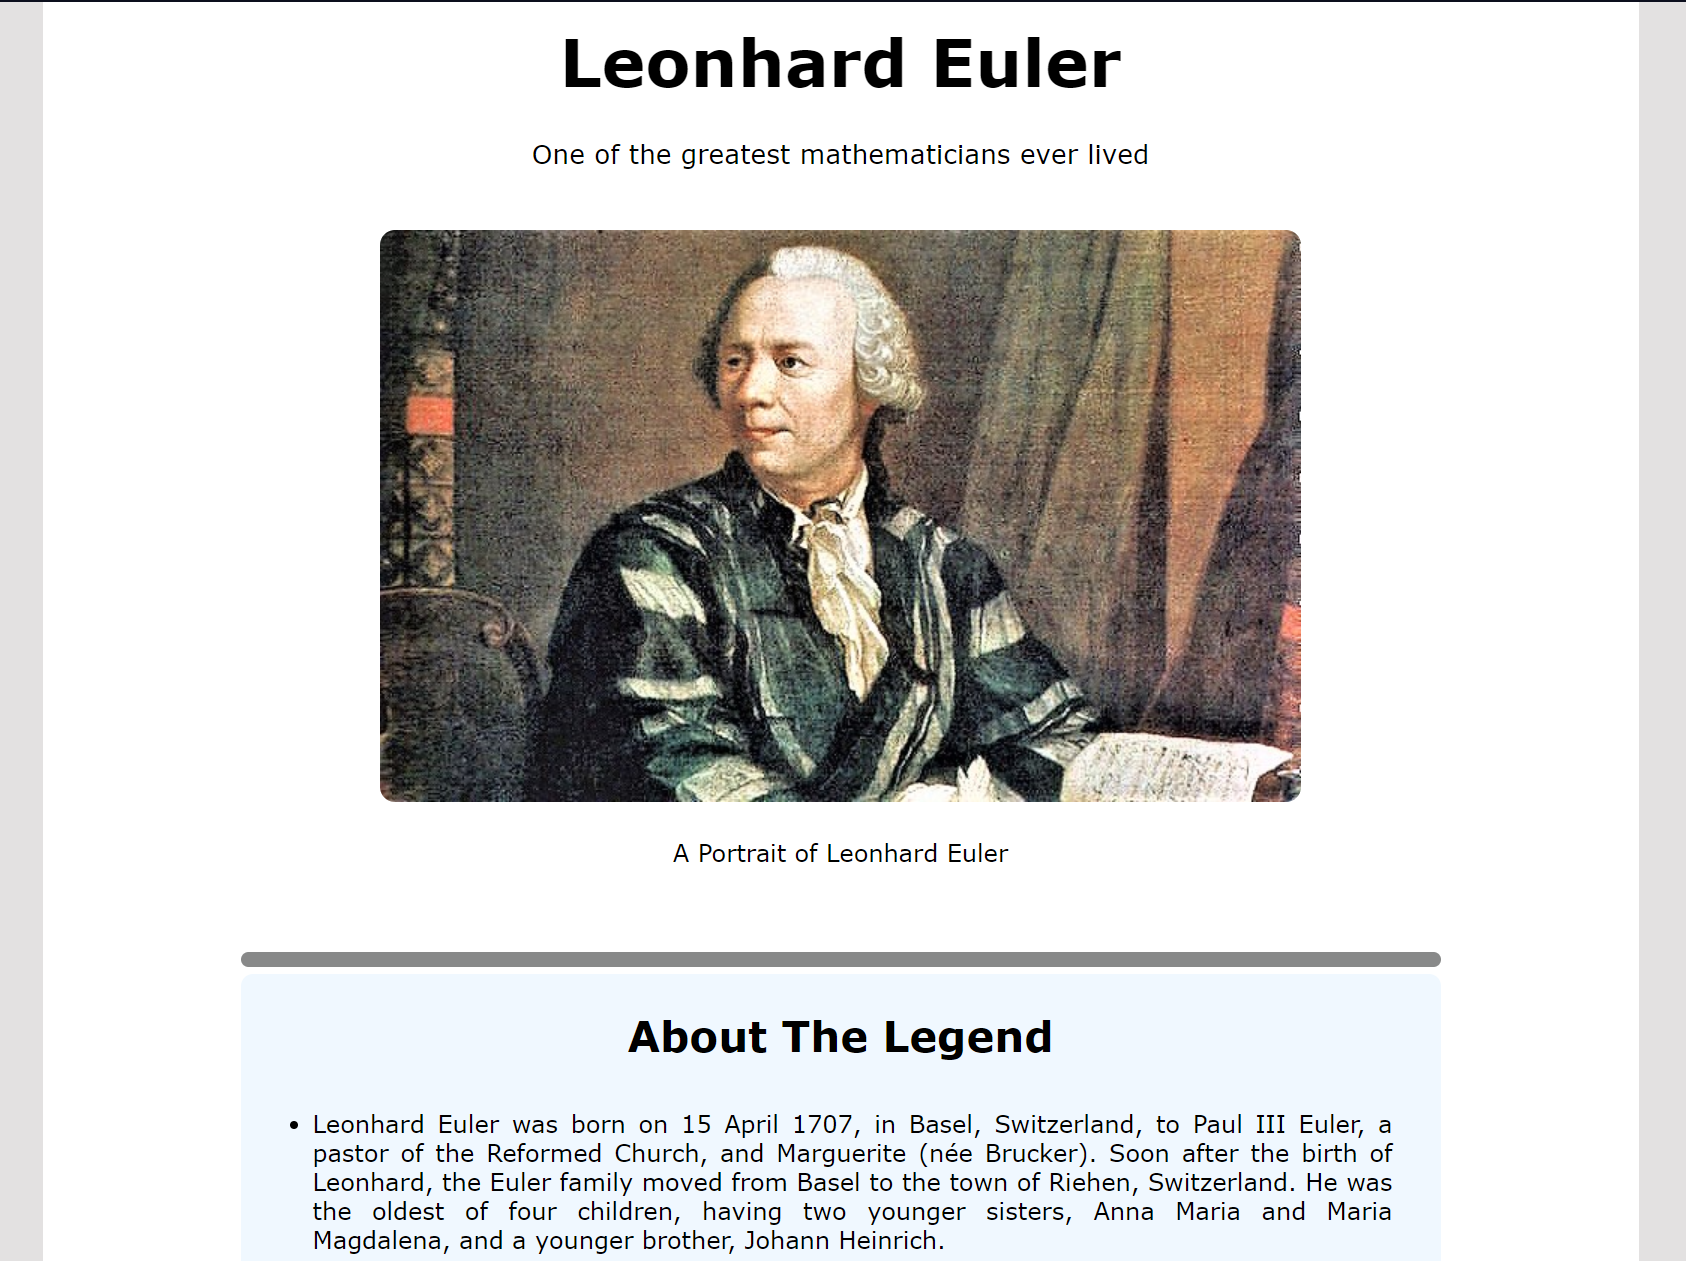 Leonhard Euler
One of the greatest mathematicians ever lived
A Portrait of Leonhard Euler
About The Legend
• Leonhard Euler was born on 15 April 1707, in Basel, Switzerland, to Paul III Euler, a
pastor of the Reformed Church, and Marguerite (née Brucker). Soon after the birth of
Leonhard, the Euler family moved from Basel to the town of Riehen, Switzerland. He was
the oldest of four children, having two younger sisters, Anna Maria and Maria
Magdalena, and a younger brother, Johann Heinrich.